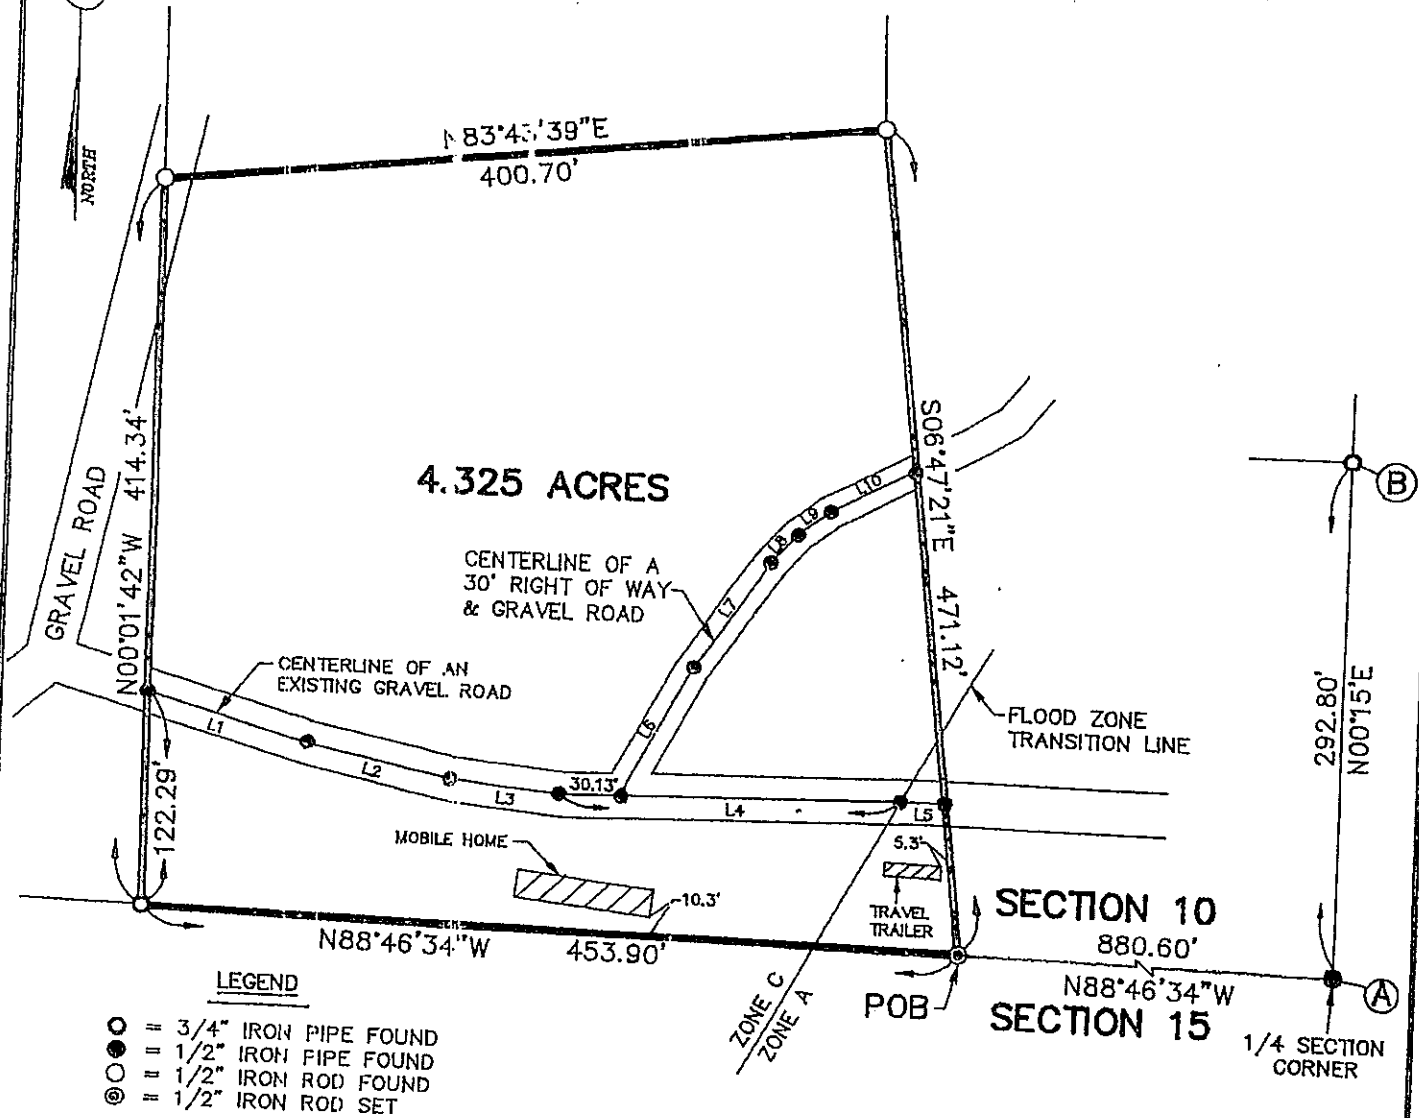 NORTH
83°43'39"E
400.70'
N00°01'42"W 414.34'
GRAVEL ROAD
4.325 ACRES
S06°47'21"E 471.12'
B
CENTERLINE OF A
30' RIGHT OF WAY
& GRAVEL ROAD
L10
L9
L8
L7
L6
CENTERLINE OF AN
EXISTING GRAVEL ROAD
L1
L2
L3
30.13'
L4
L5
FLOOD ZONE
TRANSITION LINE
292.80'
N00°15'E
122.29'
MOBILE HOME
10.3'
5.3'
TRAVEL
TRAILER
SECTION 10
880.60'
N88°46'34"W
SECTION 15
N88°46'34"W 453.90'
POB
ZONE C
ZONE A
A
1/4 SECTION
CORNER
LEGEND
= 3/4" IRON PIPE FOUND
= 1/2" IRON PIPE FOUND
= 1/2" IRON ROD FOUND
= 1/2" IRON ROD SET